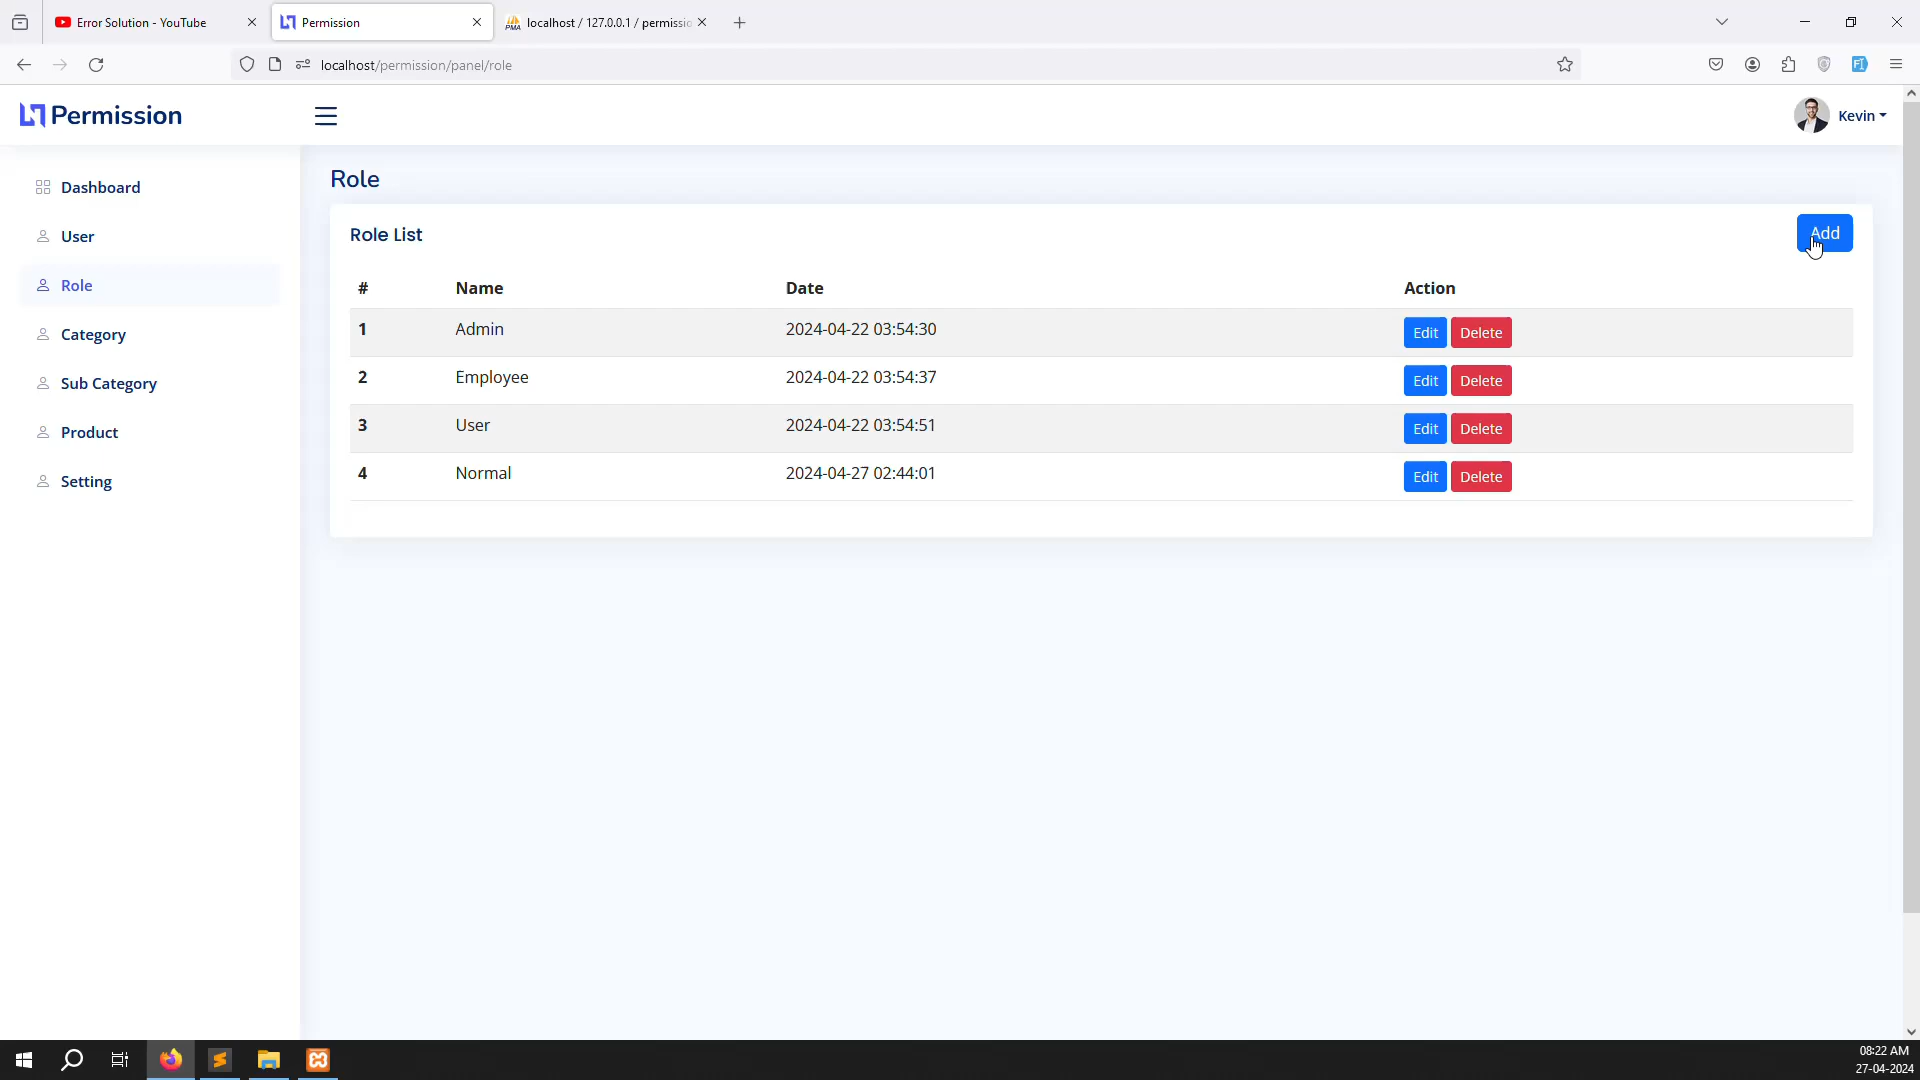 Error Solution - YouTube
Permission
localhost / 127.0.0.1 / permissio
localhost/permission/panel/role
Permission
Kevin
Dashboard
User
Role
Category
Sub Category
Product
Setting
Role
Role List
Add
# Name Date Action
1 Admin 2024-04-22 03:54:30 Edit Delete
2 Employee 2024-04-22 03:54:37 Edit Delete
3 User 2024-04-22 03:54:51 Edit Delete
4 Normal 2024-04-27 02:44:01 Edit Delete
08:22 AM
27-04-2024